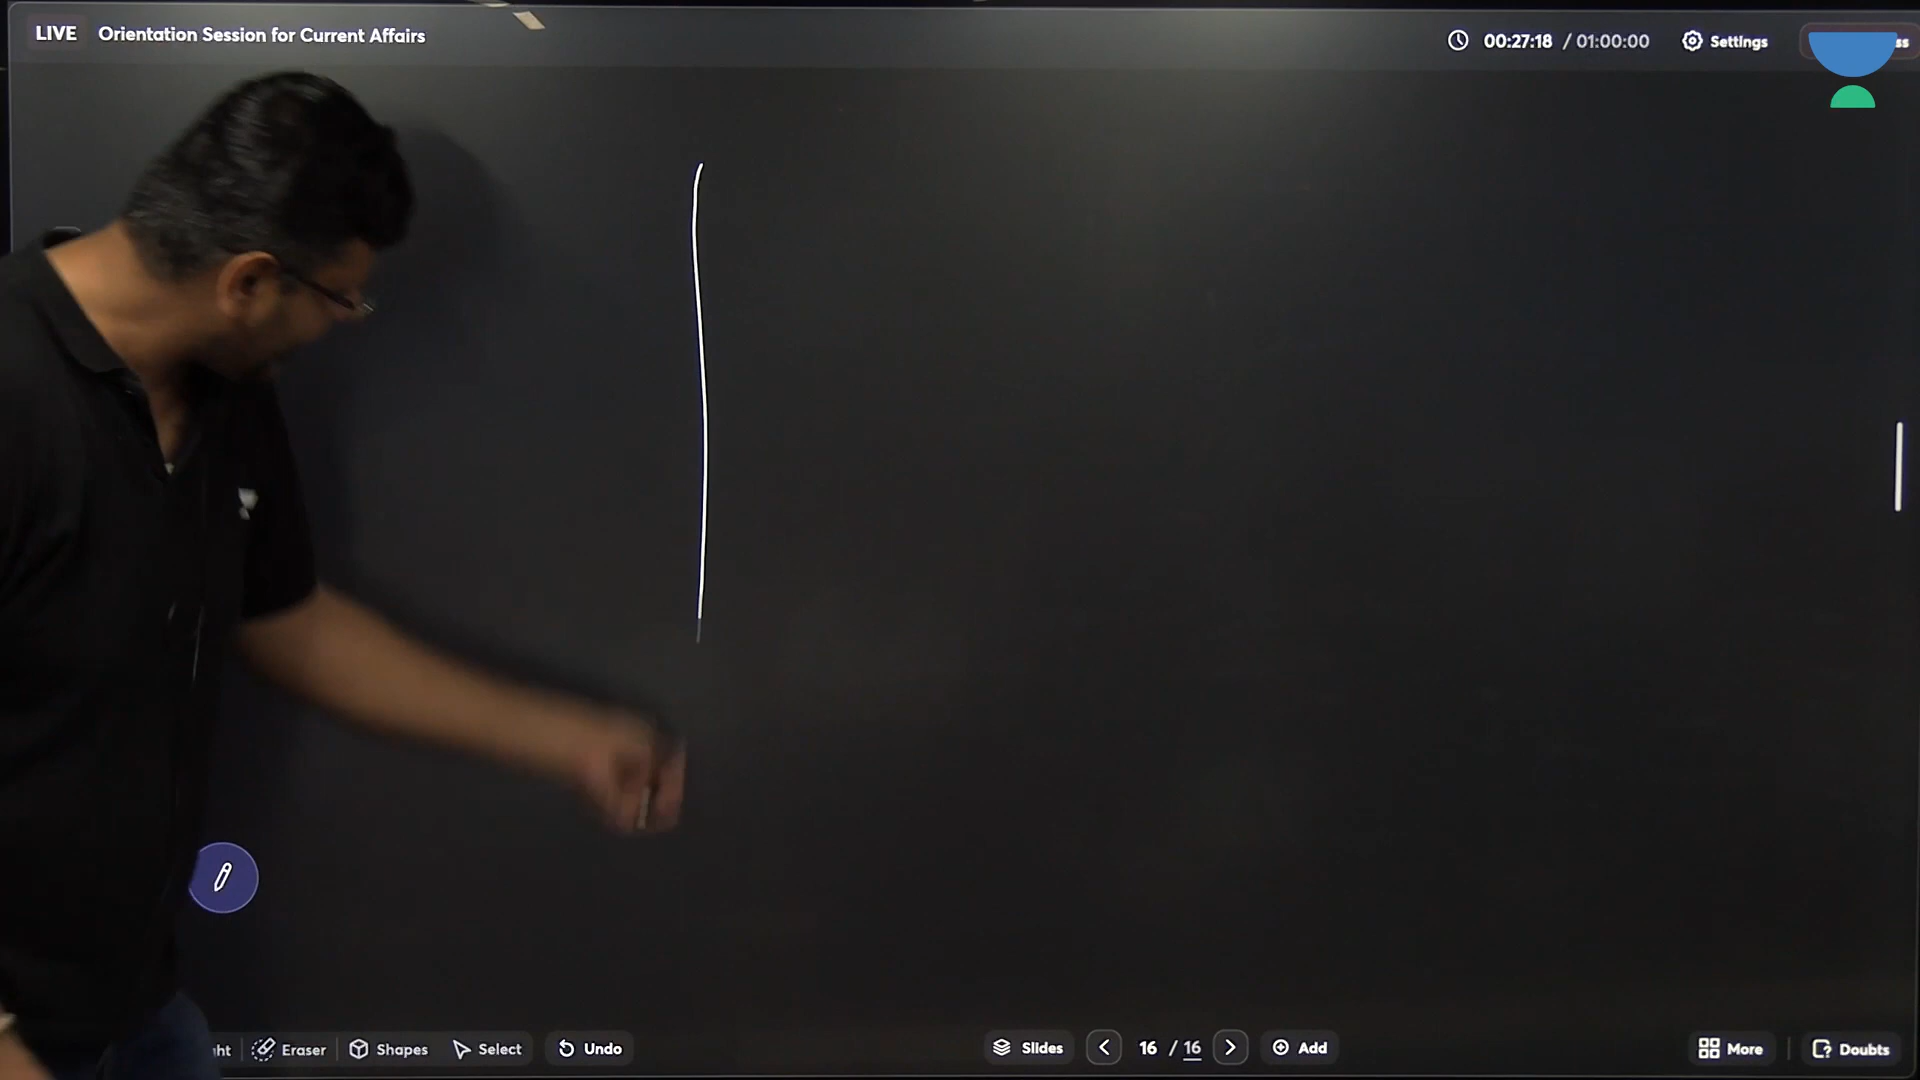 LIVE Orientation Session for Current Affairs 00:27:18 / 01:00:00 Settings
Eraser Shapes Select Undo Slides 16 / 16 Add More Doubts